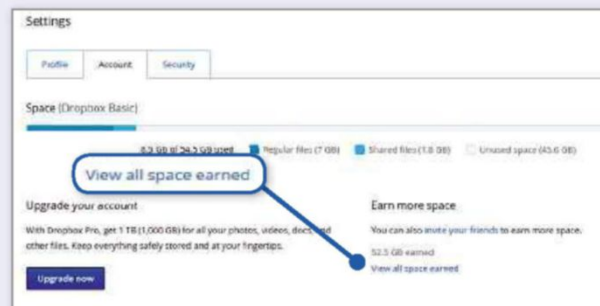 Settings
Profile Account Security
Space (Dropbox Basic)
of 54.5 GB used Regular files (7 GB) Shared files (1.8 GB) Unused space (45.6 GB)
View all space earned
Upgrade your account Earn more space
With Dropbox Pro, get 1 TB (1,000 GB) for all your photos, videos, docs, and You can also invite your friends to earn more space.
other files. Keep everything safely stored and at your fingertips.
52.5 GB earned
View all space earned
Upgrade now